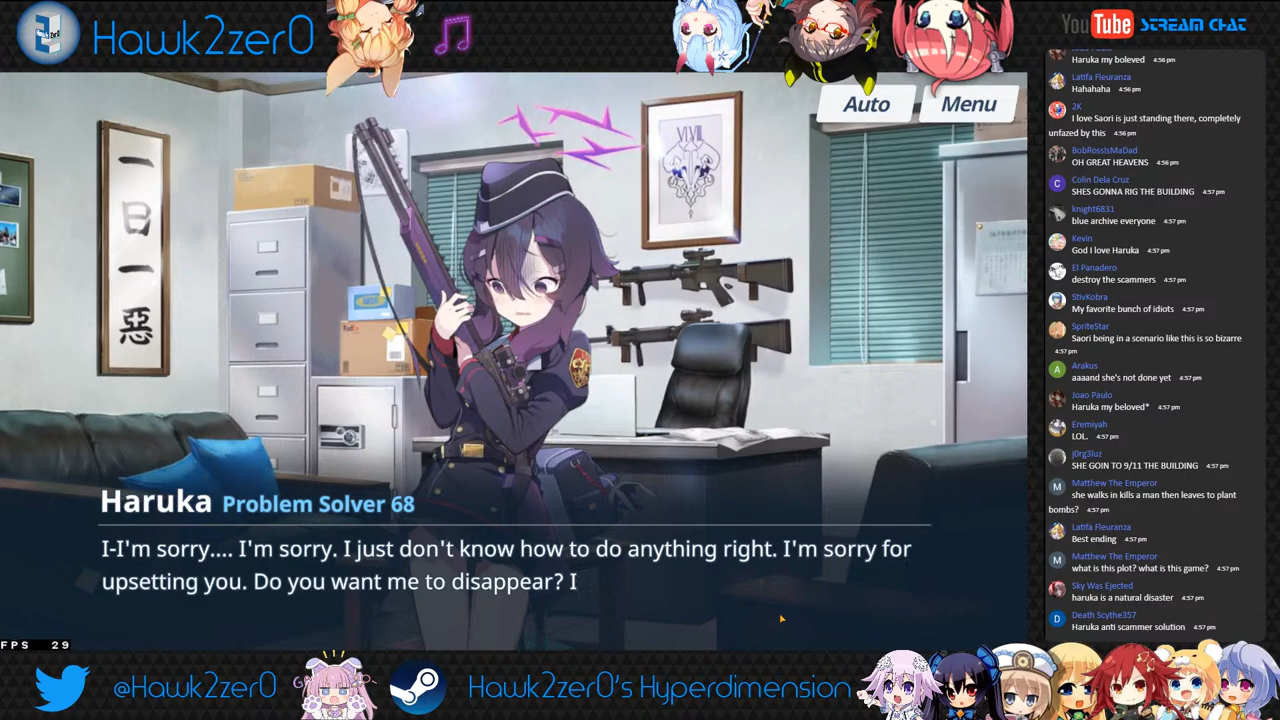 Hawk2zer0
YouTube STREAM CHAT
Auto
Menu
一
日
一
惡
FedEx
Haruka Problem Solver 68
I-I'm sorry.... I'm sorry. I just don't know how to do anything right. I'm sorry for
upsetting you. Do you want me to disappear? I
FPS 29
@Hawk2zer0
Hawk2zer0's Hyperdimension
Haruka my boleved 4:56 pm
Latifa Fleuranza
Hahahaha 4:56 pm
2K
I love Saori is just standing there, completely
unfazed by this 4:56 pm
BobRossIsMaDad
OH GREAT HEAVENS 4:56 pm
C
Colin Dela Cruz
SHES GONNA RIG THE BUILDING 4:57 pm
knight6831
blue archive everyone 4:57 pm
Kevin
God I love Haruka 4:57 pm
El Panadero
destroy the scammers 4:57 pm
StivKobra
My favorite bunch of idiots 4:57 pm
SpriteStar
Saori being in a scenario like this is so bizarre
4:57 pm
A
Arakus
aaaand she's not done yet 4:57 pm
Joao Paulo
Haruka my beloved* 4:57 pm
Eremiyah
LOL. 4:57 pm
j0rg3luz
SHE GOIN TO 9/11 THE BUILDING 4:57 pm
M
Matthew The Emperor
she walks in kills a man then leaves to plant
bombs? 4:57 pm
Latifa Fleuranza
Best ending 4:57 pm
M
Matthew The Emperor
what is this plot? what is this game? 4:57 pm
Sky Was Ejected
haruka is a natural disaster 4:57 pm
D
Death Scythe357
Haruka anti scammer solution 4:57 pm